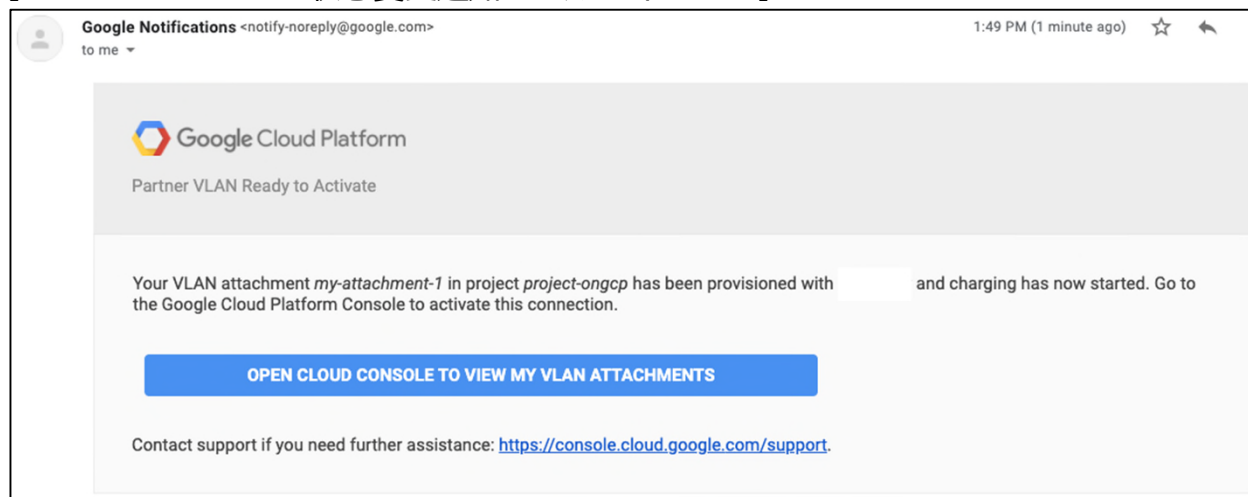 Google Notifications <notify-noreply@google.com>
1:49 PM (1 minute ago)
to me
Google Cloud Platform
Partner VLAN Ready to Activate
Your VLAN attachment my-attachment-1 in project project-ongcp has been provisioned with and charging has now started. Go to
the Google Cloud Platform Console to activate this connection.
OPEN CLOUD CONSOLE TO VIEW MY VLAN ATTACHMENTS
Contact support if you need further assistance: https://console.cloud.google.com/support.